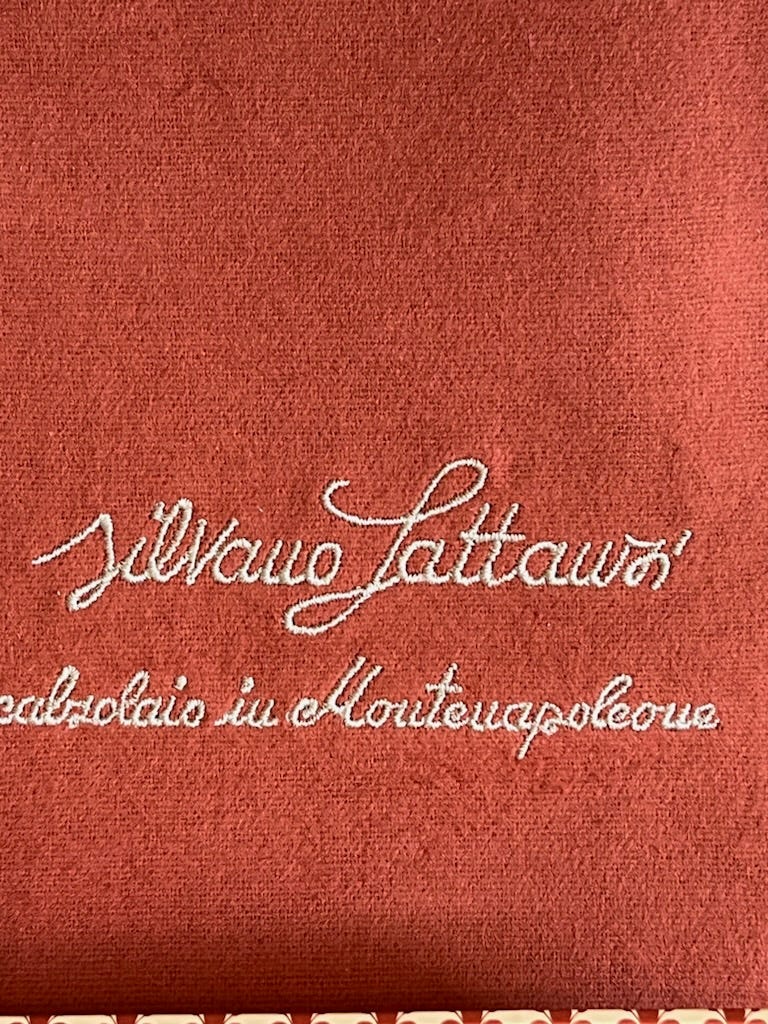 Silvano Lattanzi
calzolaio in Montenapoleone